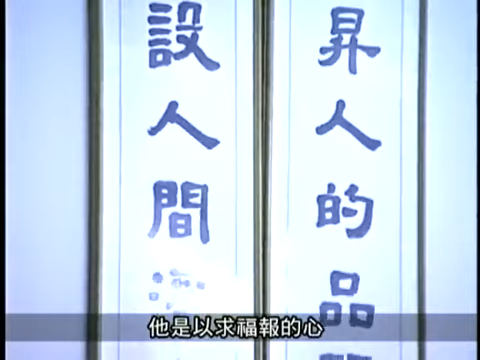 昇人的品
設人間
他是以求福報的心